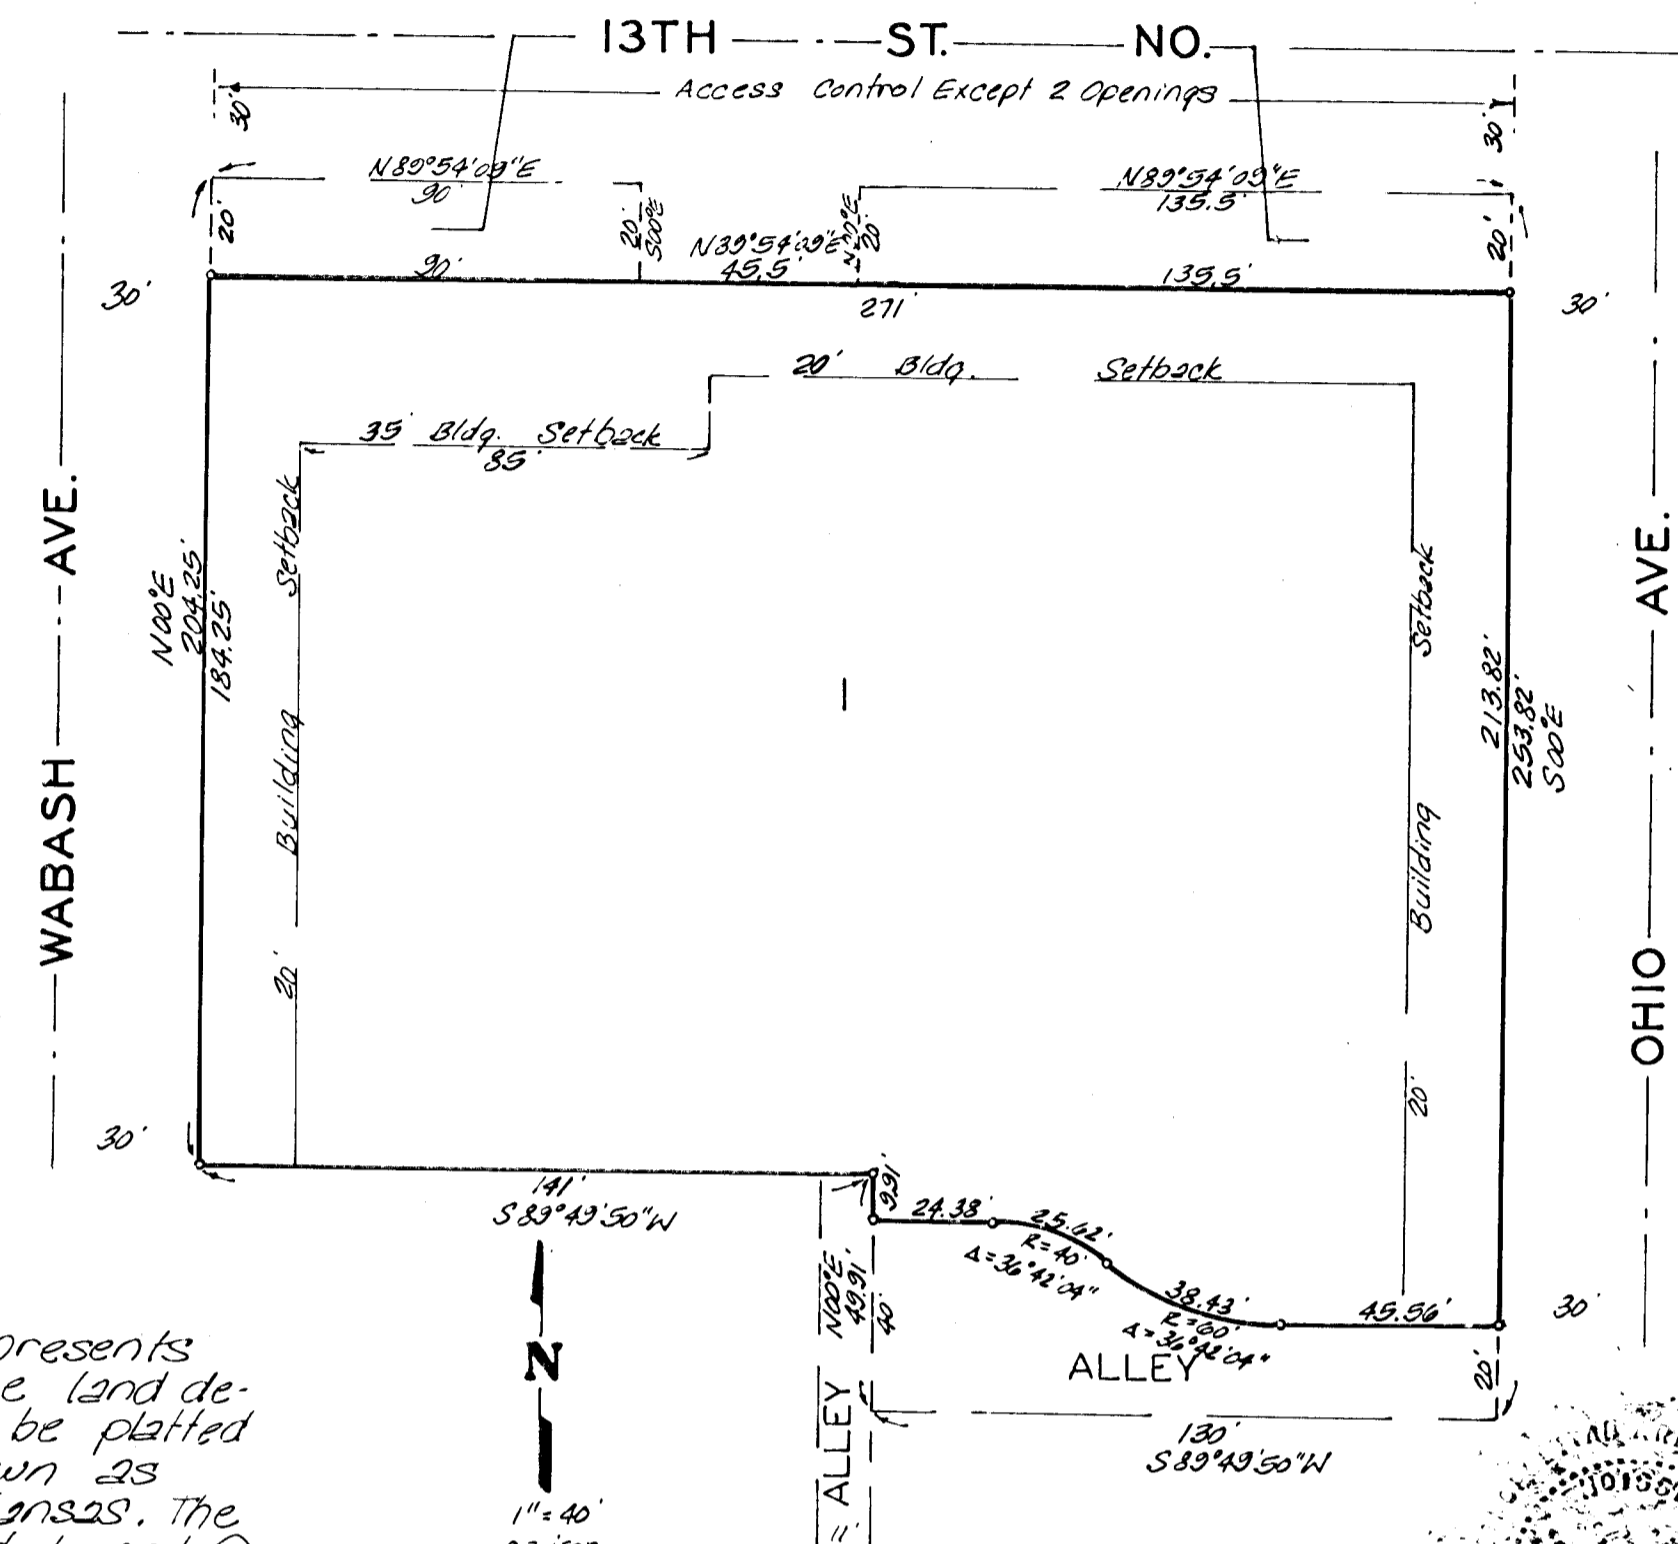 13TH ST. NO.
Access Control Except 2 Openings
30'
30'
N89°54'09"E
90'
N89°54'09"E
135.5'
20'
20'
S00°E
N00°E
20'
20'
N39°54'09"E
45.5'
90'
135.5'
271'
30'
30'
20' Bldg. Setback
35' Bldg. Setback
85'
WABASH AVE.
N00°E
204.25'
184.25'
20' Building Setback
I
20' Building Setback
213.82'
253.82'
S00°E
OHIO AVE.
30'
141'
S89°49'50"W
9.91'
24.38'
25.62'
R=40'
Δ=36°42'04"
38.43'
R=60'
Δ=36°42'04"
45.56'
30'
N00°E
49.91'
40'
ALLEY
20'
130'
S89°49'50"W
ALLEY
11'
N
1"=40'
presents
e land de-
be platted
wn as
ansas. The